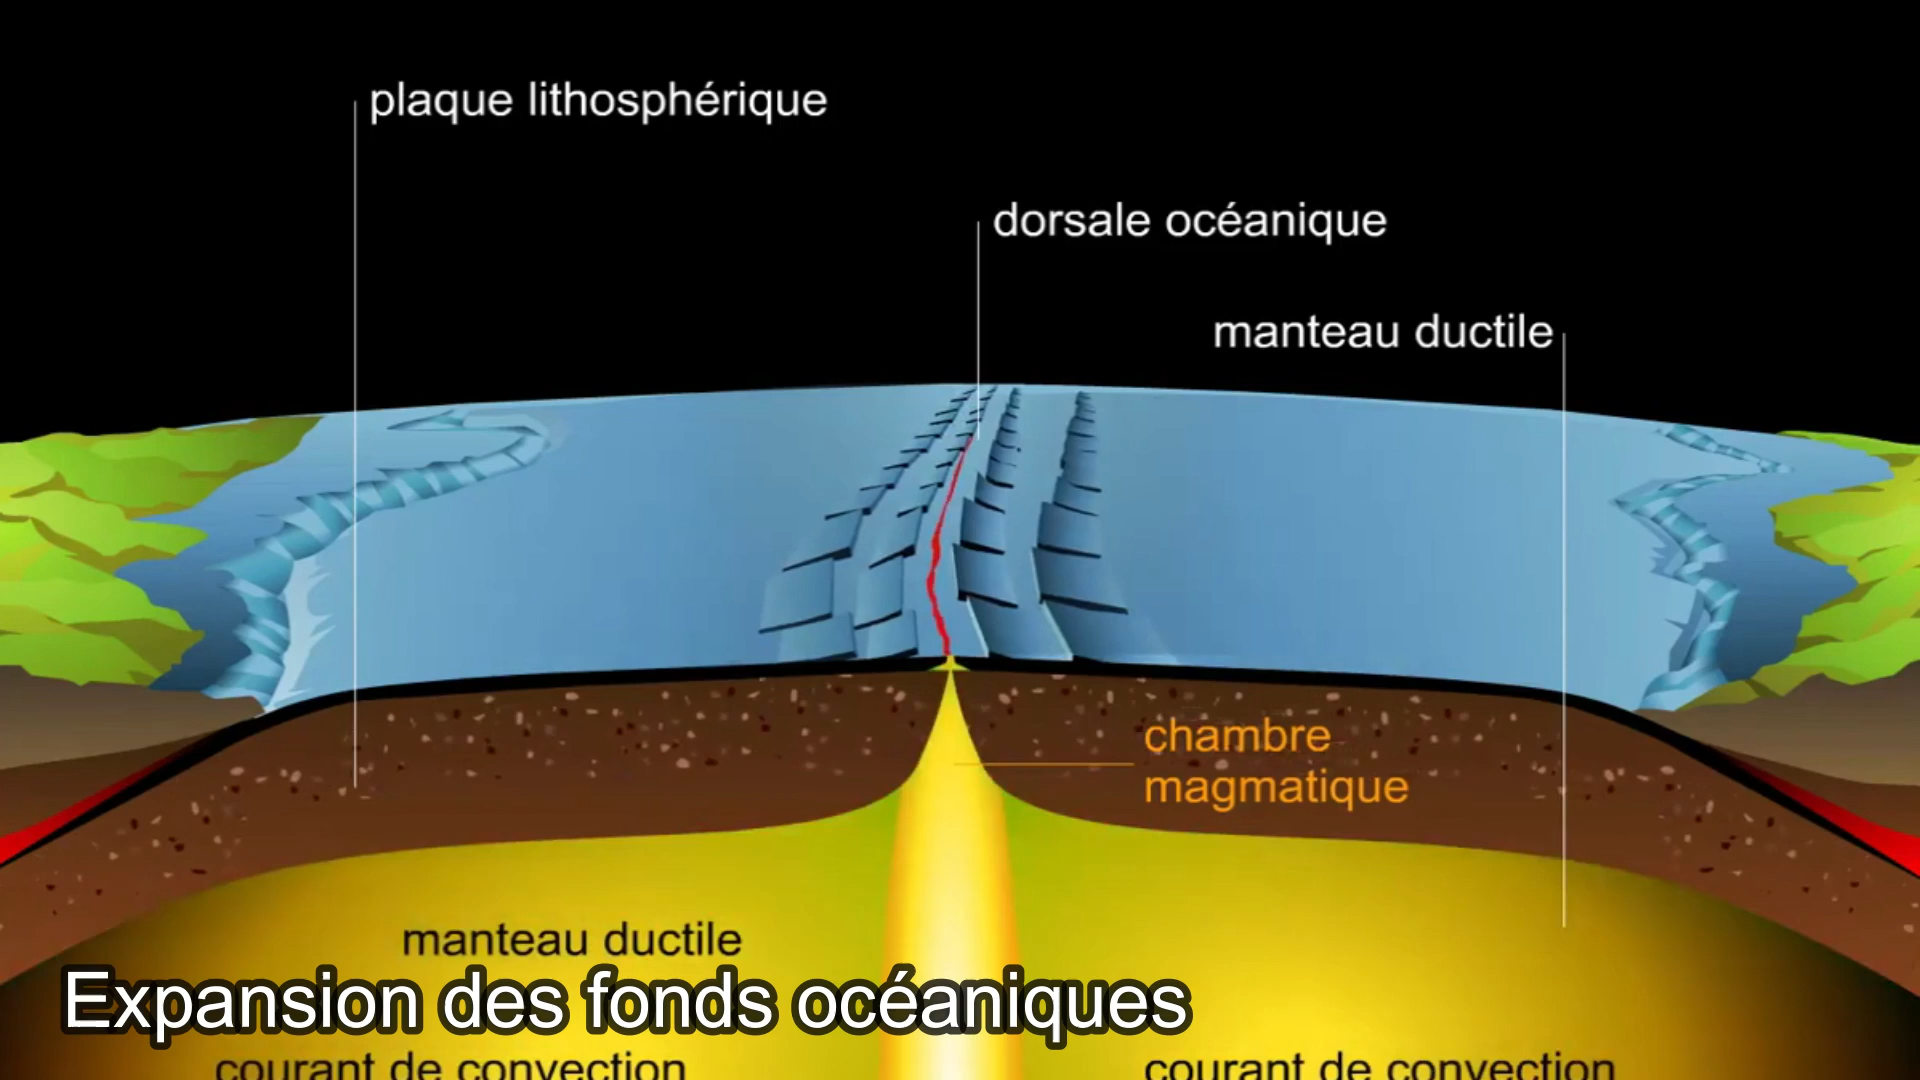 plaque lithosphérique
dorsale océanique
manteau ductile
chambre
magmatique
manteau ductile
Expansion des fonds océaniques
courant de convection
courant de convection